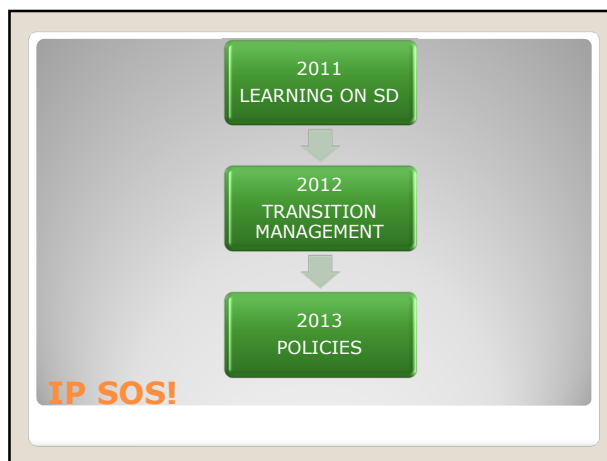 2011
LEARNING ON SD
2012
TRANSITION
MANAGEMENT
2013
POLICIES
IP SOS!